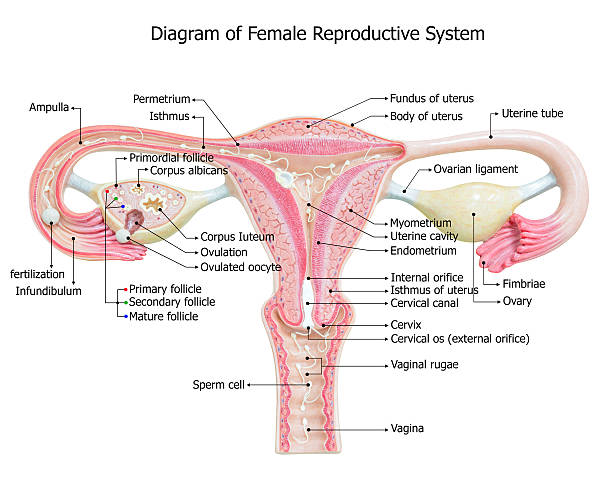 Diagram of Female Reproductive System
Permetrium
Fundus of uterus
Ampulla
Isthmus
Body of uterus
Uterine tube
Primordial follicle
Corpus albicans
Ovarian ligament
Myometrium
Corpus Iuteum
Uterine cavity
Ovulation
Endometrium
Ovulated oocyte
fertilization
Internal orifice
Infundibulum
Primary follicle
Isthmus of uterus
Fimbriae
Secondary follicle
Cervical canal
Ovary
Mature follicle
Cervix
Cervical os (external orifice)
Vaginal rugae
Sperm cell
Vagina